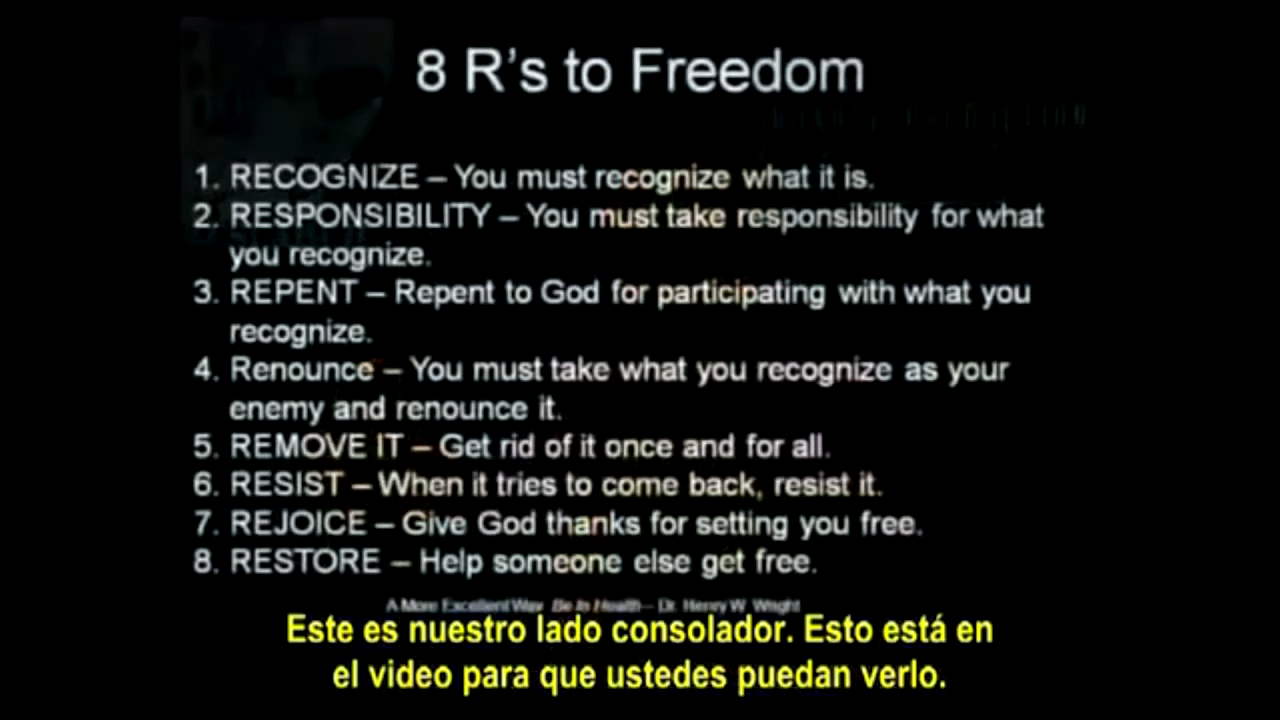 8 R's to Freedom
1. RECOGNIZE – You must recognize what it is.
2. RESPONSIBILITY – You must take responsibility for what
you recognize.
3. REPENT – Repent to God for participating with what you
recognize.
4. Renounce – You must take what you recognize as your
enemy and renounce it.
5. REMOVE IT – Get rid of it once and for all.
6. RESIST – When it tries to come back, resist it.
7. REJOICE – Give God thanks for setting you free.
8. RESTORE – Help someone else get free.
A More Excellent Way Be In Health – Dr. Henry W. Wright
Este es nuestro lado consolador. Esto está en
el video para que ustedes puedan verlo.